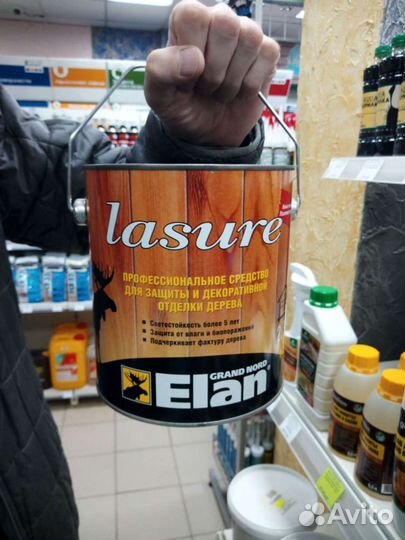 lasure
ПРОФЕССИОНАЛЬНОЕ СРЕДСТВО
ДЛЯ ЗАЩИТЫ И ДЕКОРАТИВНОЙ
ОТДЕЛКИ ДЕРЕВА
Светостойкость более 5 лет
Защита от влаги и биопоражений
Подчеркивает фактуру дерева
GRAND NORD
Elan
Avito